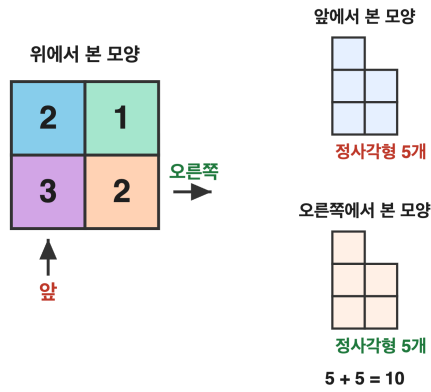 위에서 본 모양
2 1
3 2
오른쪽
앞
앞에서 본 모양
정사각형 5개
오른쪽에서 본 모양
정사각형 5개
5 + 5 = 10